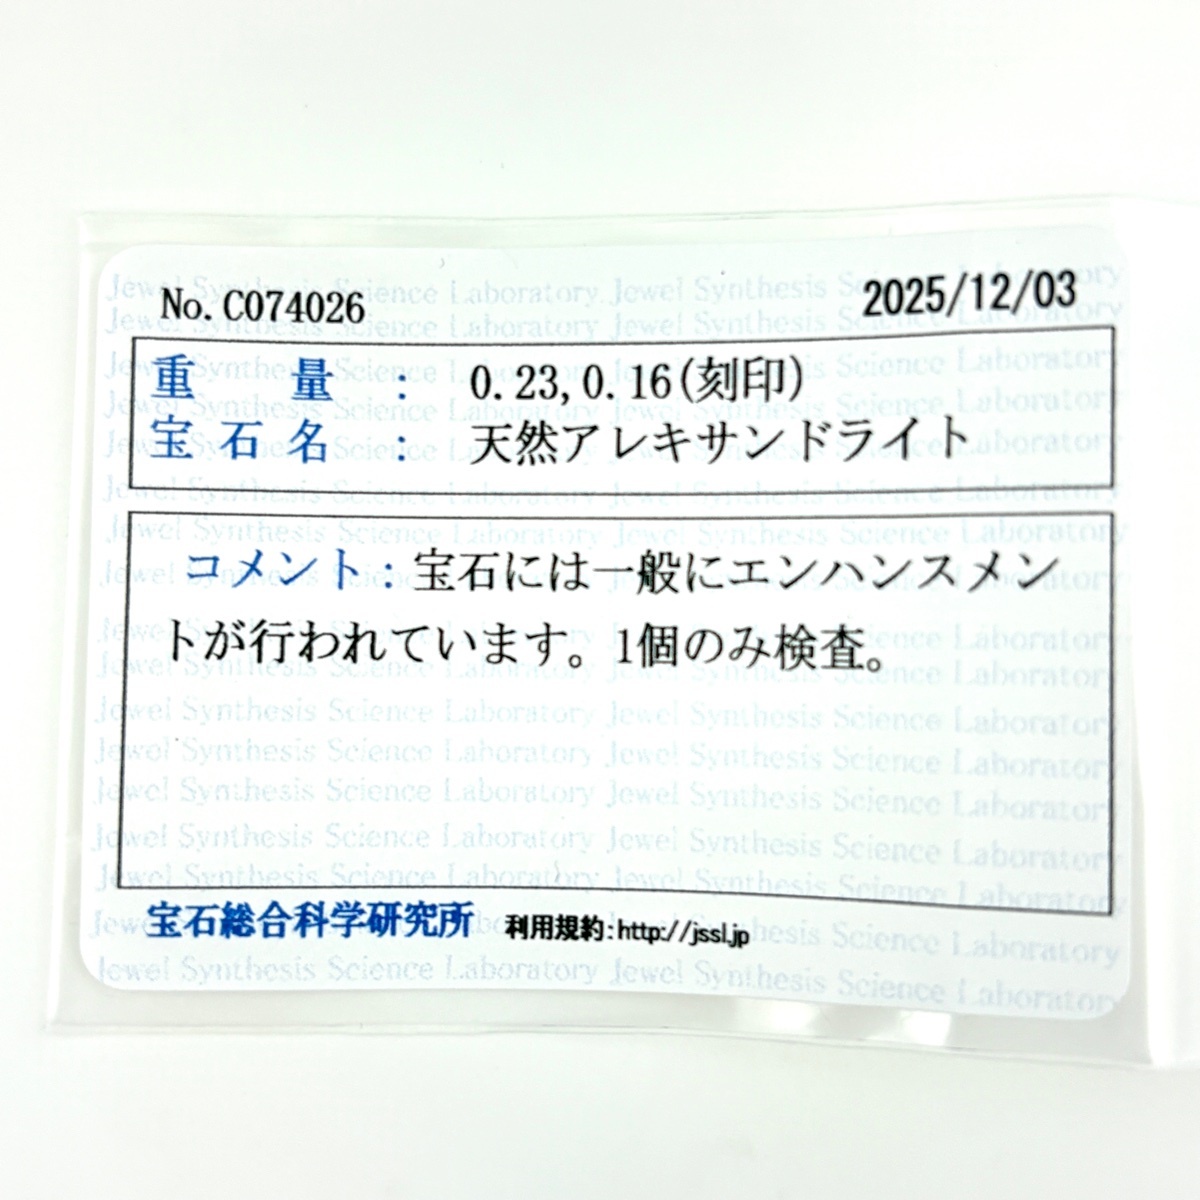 No.C074026 2025/12/03
重量： 0.23,0.16(刻印)
宝石名： 天然アレキサンドライト
コメント：宝石には一般にエンハンスメン
トが行われています。1個のみ検査。
宝石総合科学研究所 利用規約：http://jssl.jp
Jewel Synthesis Science Laboratory